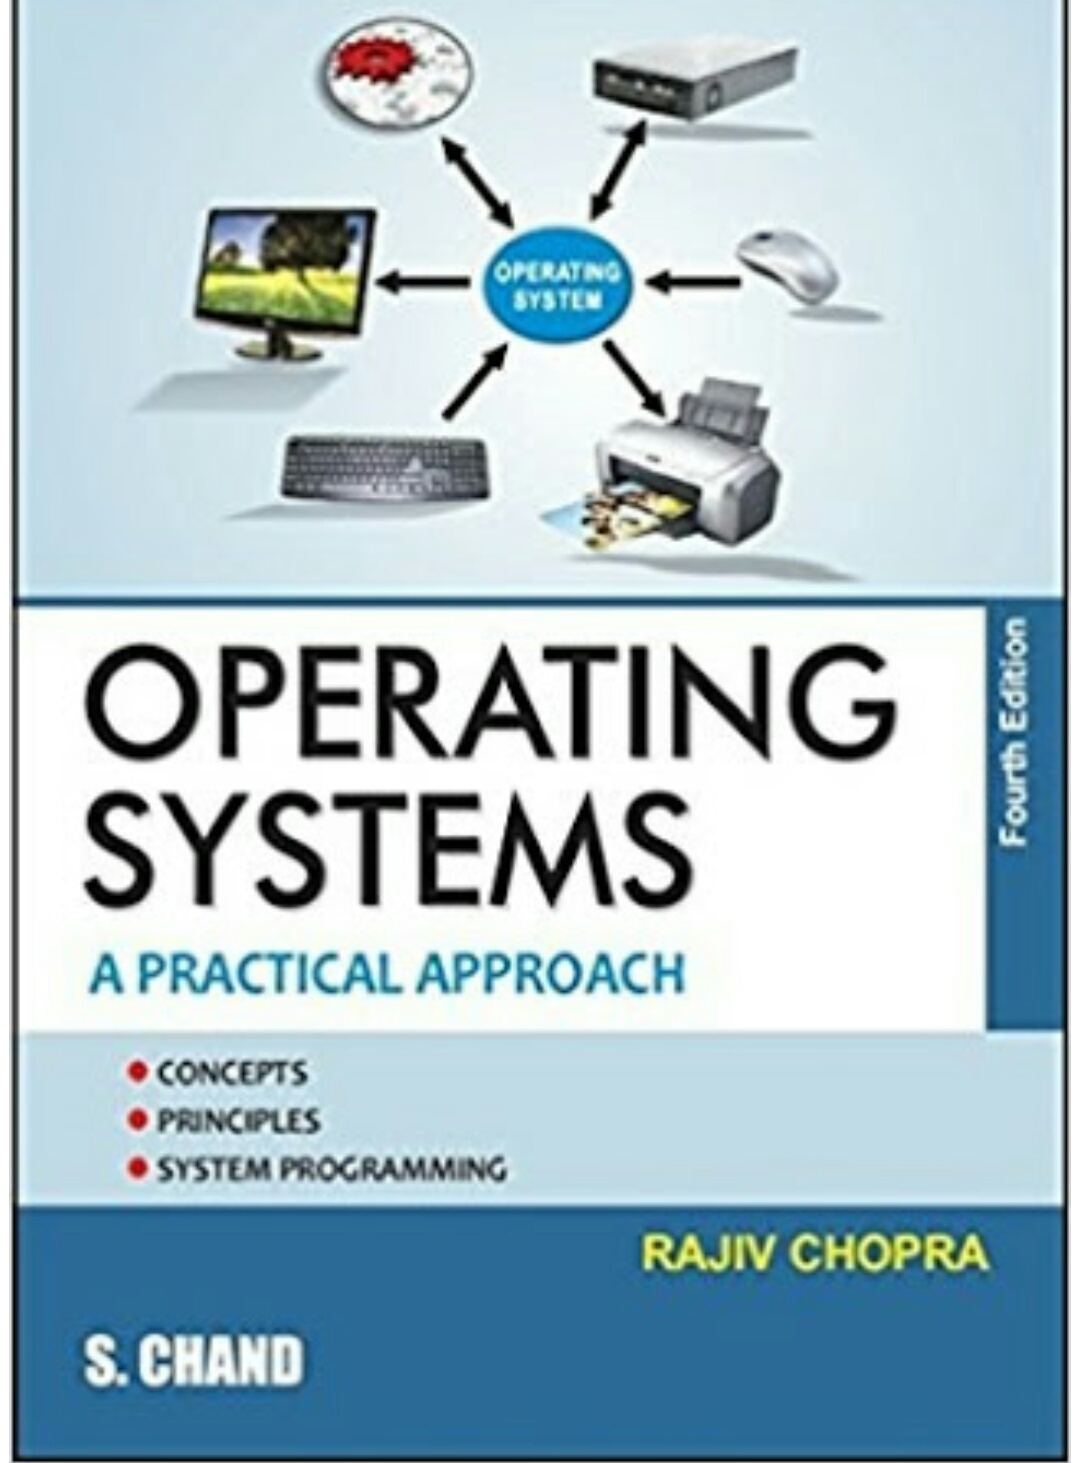 OPERATING
SYSTEM
OPERATING
SYSTEMS
Fourth Edition
A PRACTICAL APPROACH
• CONCEPTS
• PRINCIPLES
• SYSTEM PROGRAMMING
RAJIV CHOPRA
S. CHAND